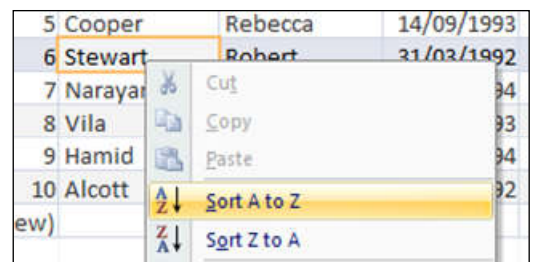 5 Cooper Rebecca 14/09/1993
6 Stewart Robert 31/03/1992
7 Narayan 94
Cut
8 Vila 93
Copy
9 Hamid 94
Paste
10 Alcott 92
A Z Sort A to Z
ew)
Z A Sort Z to A